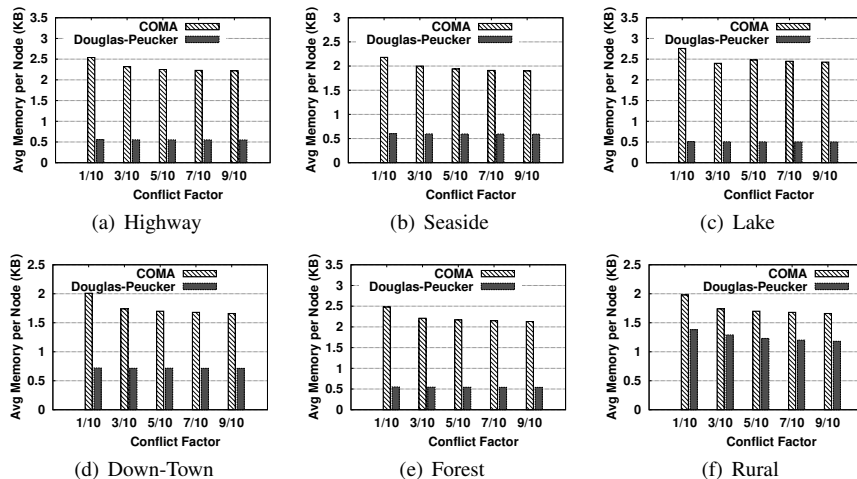 COMA
Douglas-Peucker
Avg Memory per Node (KB)
3.5
3
2.5
2
1.5
1
0.5
0
1/10 3/10 5/10 7/10 9/10
Conflict Factor
(a) Highway
COMA
Douglas-Peucker
Avg Memory per Node (KB)
3
2.5
2
1.5
1
0.5
0
1/10 3/10 5/10 7/10 9/10
Conflict Factor
(b) Seaside
COMA
Douglas-Peucker
Avg Memory per Node (KB)
3.5
3
2.5
2
1.5
1
0.5
0
1/10 3/10 5/10 7/10 9/10
Conflict Factor
(c) Lake
COMA
Douglas-Peucker
Avg Memory per Node (KB)
2.5
2
1.5
1
0.5
0
1/10 3/10 5/10 7/10 9/10
Conflict Factor
(d) Down-Town
COMA
Douglas-Peucker
Avg Memory per Node (KB)
3.5
3
2.5
2
1.5
1
0.5
0
1/10 3/10 5/10 7/10 9/10
Conflict Factor
(e) Forest
COMA
Douglas-Peucker
Avg Memory per Node (KB)
2.5
2
1.5
1
0.5
0
1/10 3/10 5/10 7/10 9/10
Conflict Factor
(f) Rural